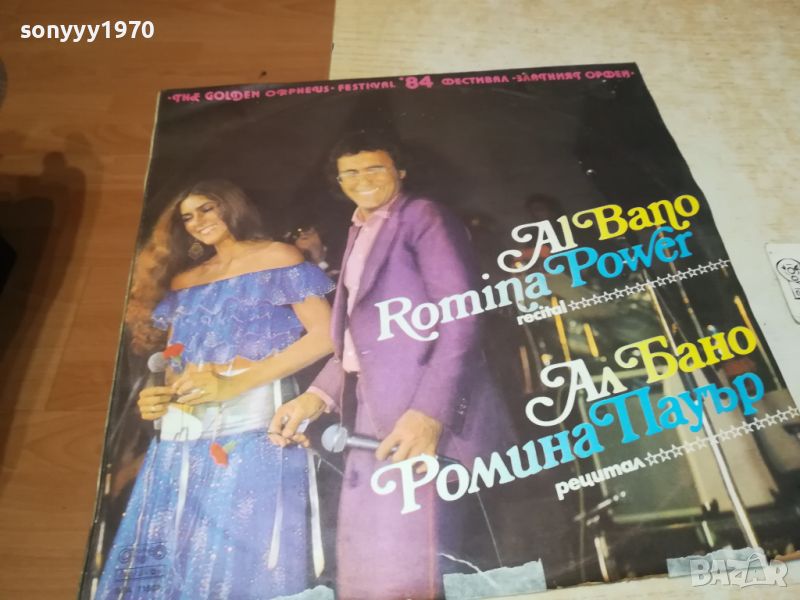 sonyyy1970
·THE GOLDEN ORPHEUS· FESTIVAL '84 ФЕСТИВАЛ ·ЗЛАТНИЯТ ОРФЕЙ·
Al Bano
Romina Power
recital
Ал Бано
Ромина Пауър
рецитал
BAZAR